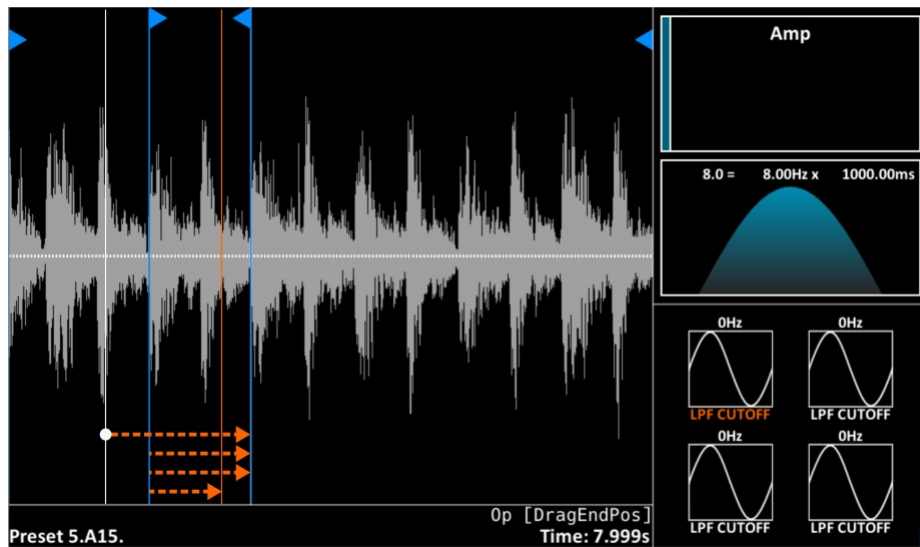 Amp
8.0 = 8.00Hz x 1000.00ms
0Hz 0Hz
LPF CUTOFF LPF CUTOFF
0Hz 0Hz
LPF CUTOFF LPF CUTOFF
Op [DragEndPos]
Preset 5.A15. Time: 7.999s